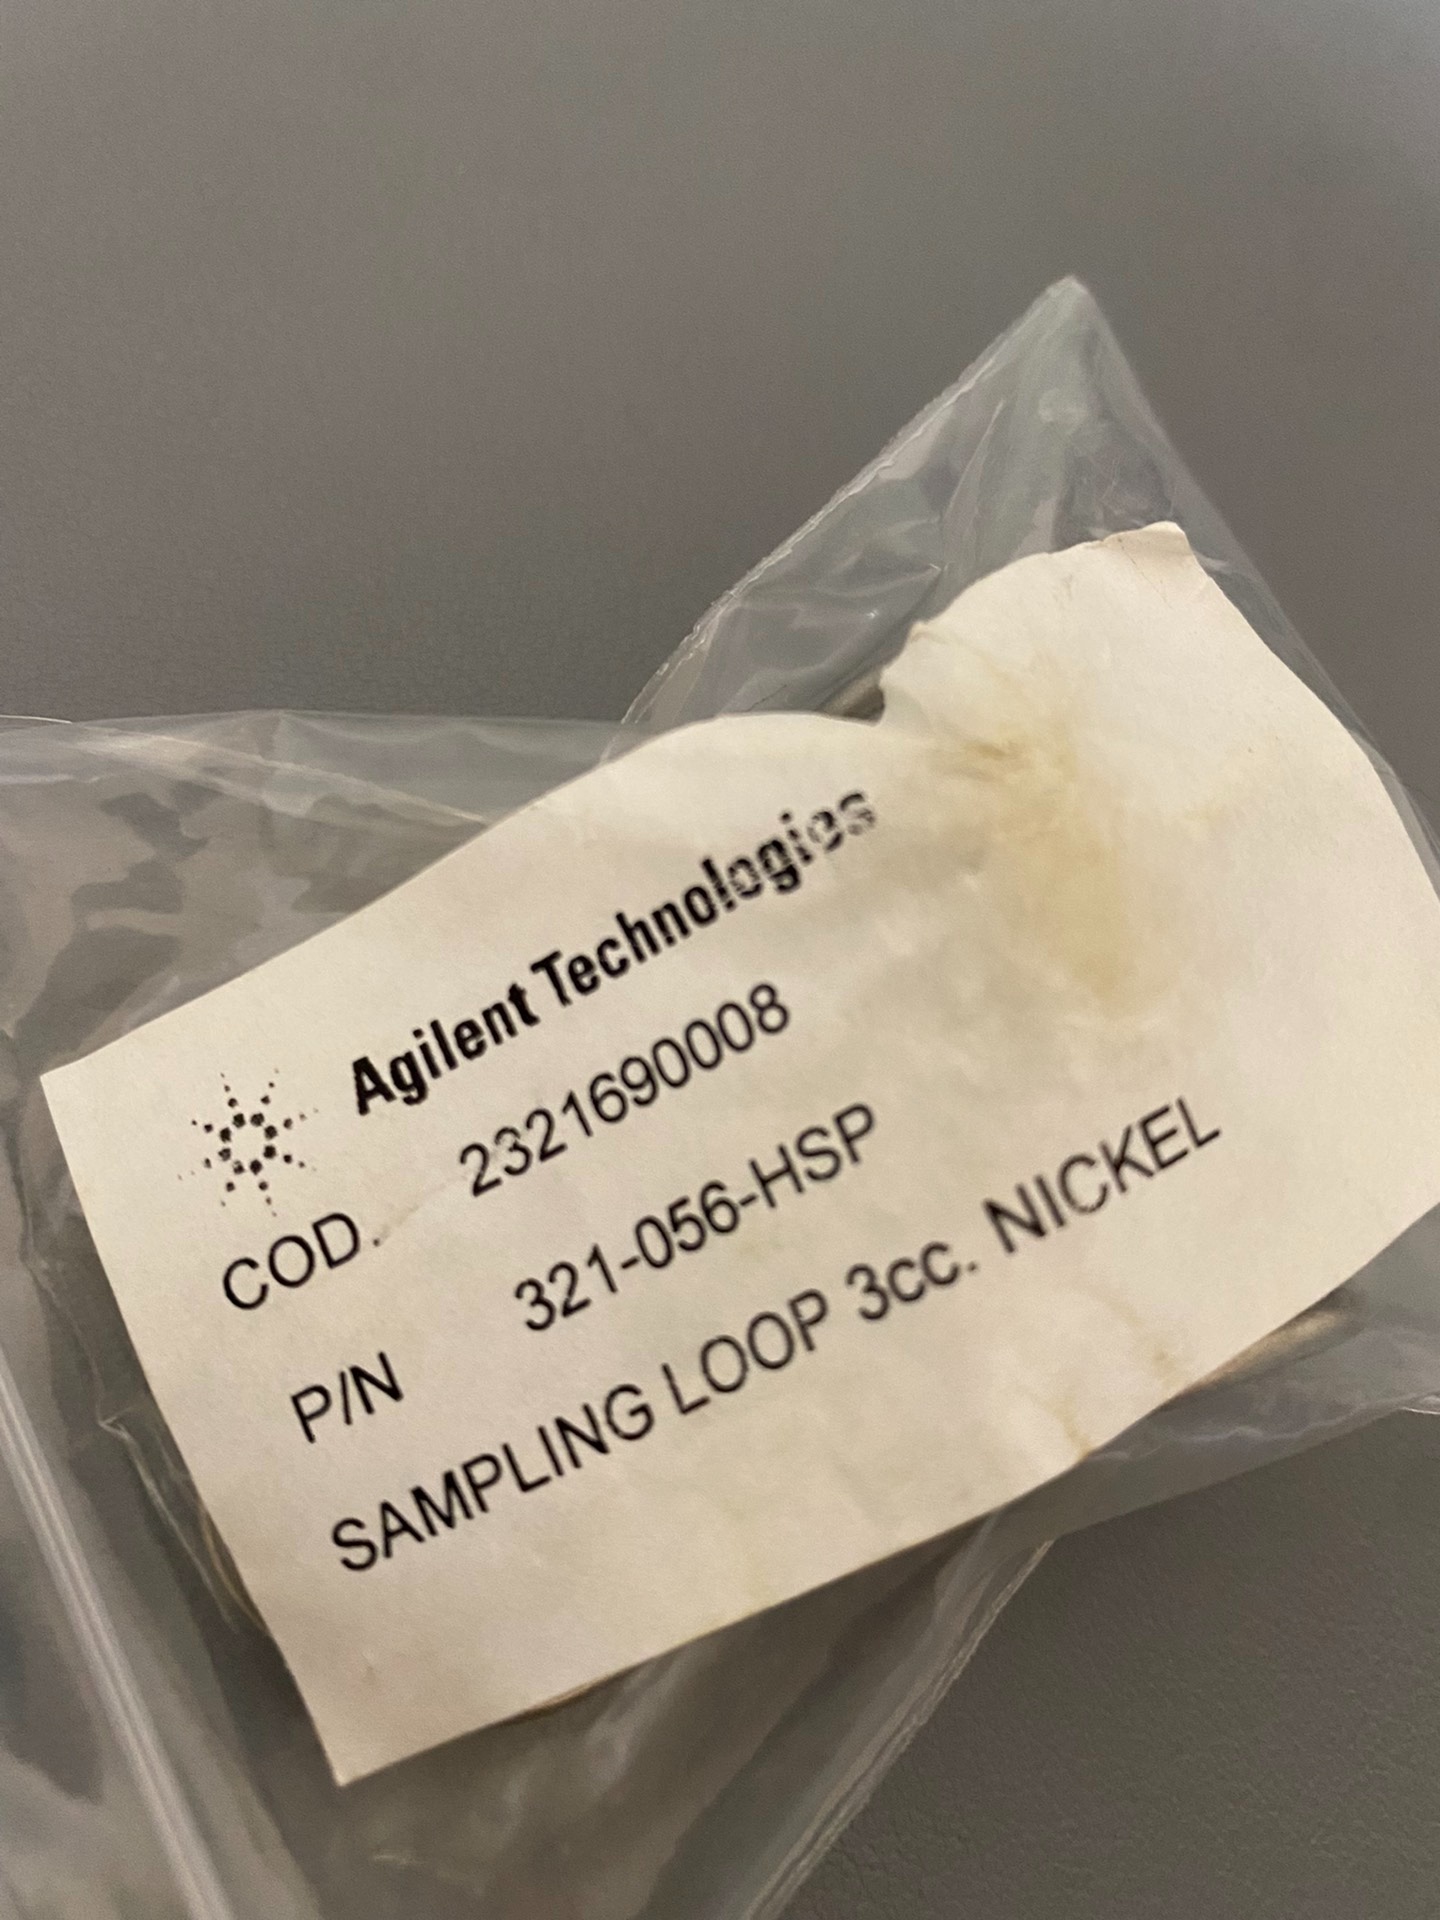 Agilent Technologies
COD. 2321690008
P/N 321-056-HSP
SAMPLING LOOP 3cc. NICKEL